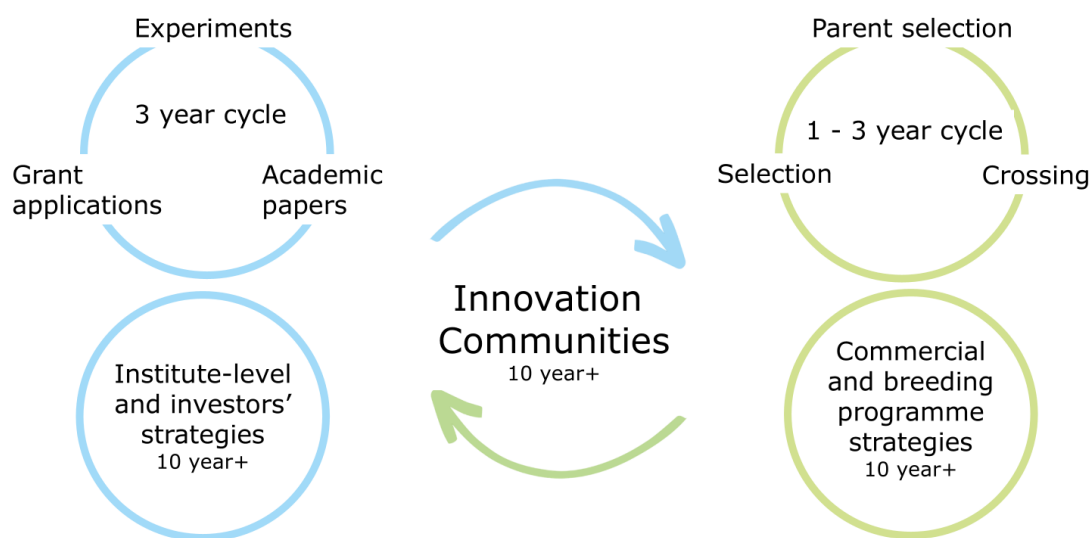 Experiments
3 year cycle
Grant
applications
Academic
papers
Institute-level
and investors’
strategies
10 year+
Innovation
Communities
10 year+
Parent selection
1 - 3 year cycle
Selection
Crossing
Commercial
and breeding
programme
strategies
10 year+